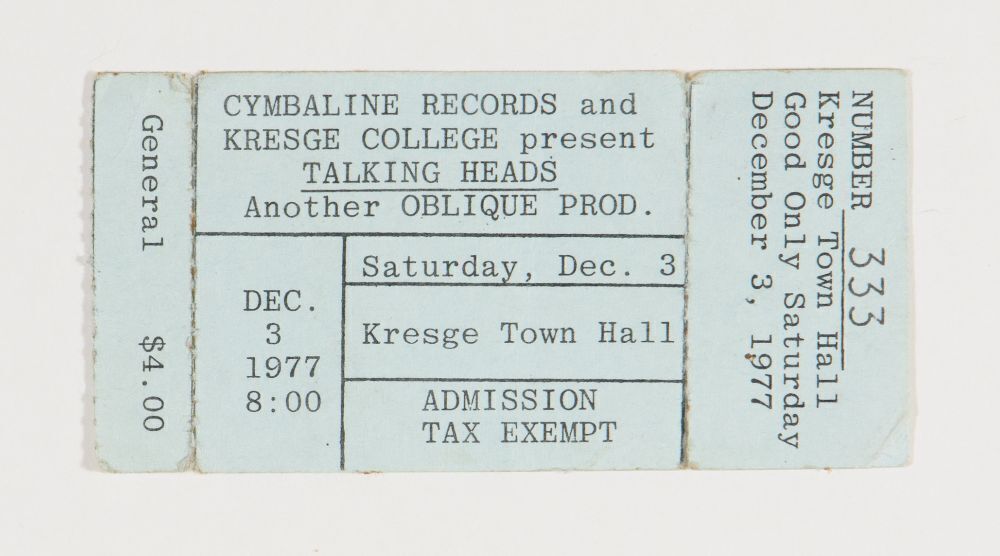 General $4.00
CYMBALINE RECORDS and
KRESGE COLLEGE present
TALKING HEADS
Another OBLIQUE PROD.
DEC.
3
1977
8:00
Saturday, Dec. 3
Kresge Town Hall
ADMISSION
TAX EXEMPT
NUMBER 333
Kresge Town Hall
Good Only Saturday
December 3, 1977